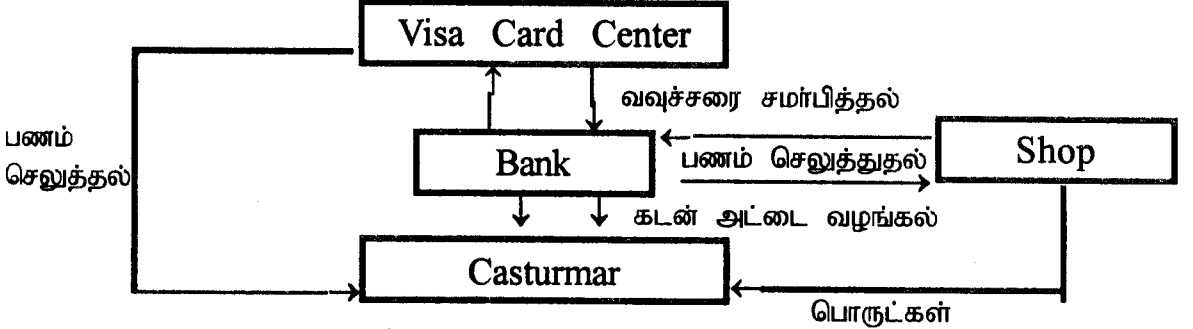 Visa Card Center
வவுச்சரை சமர்பித்தல்
பணம்
செலுத்தல்
Bank
பணம் செலுத்துதல்
Shop
கடன் அட்டை வழங்கல்
Casturmar
பொருட்கள்